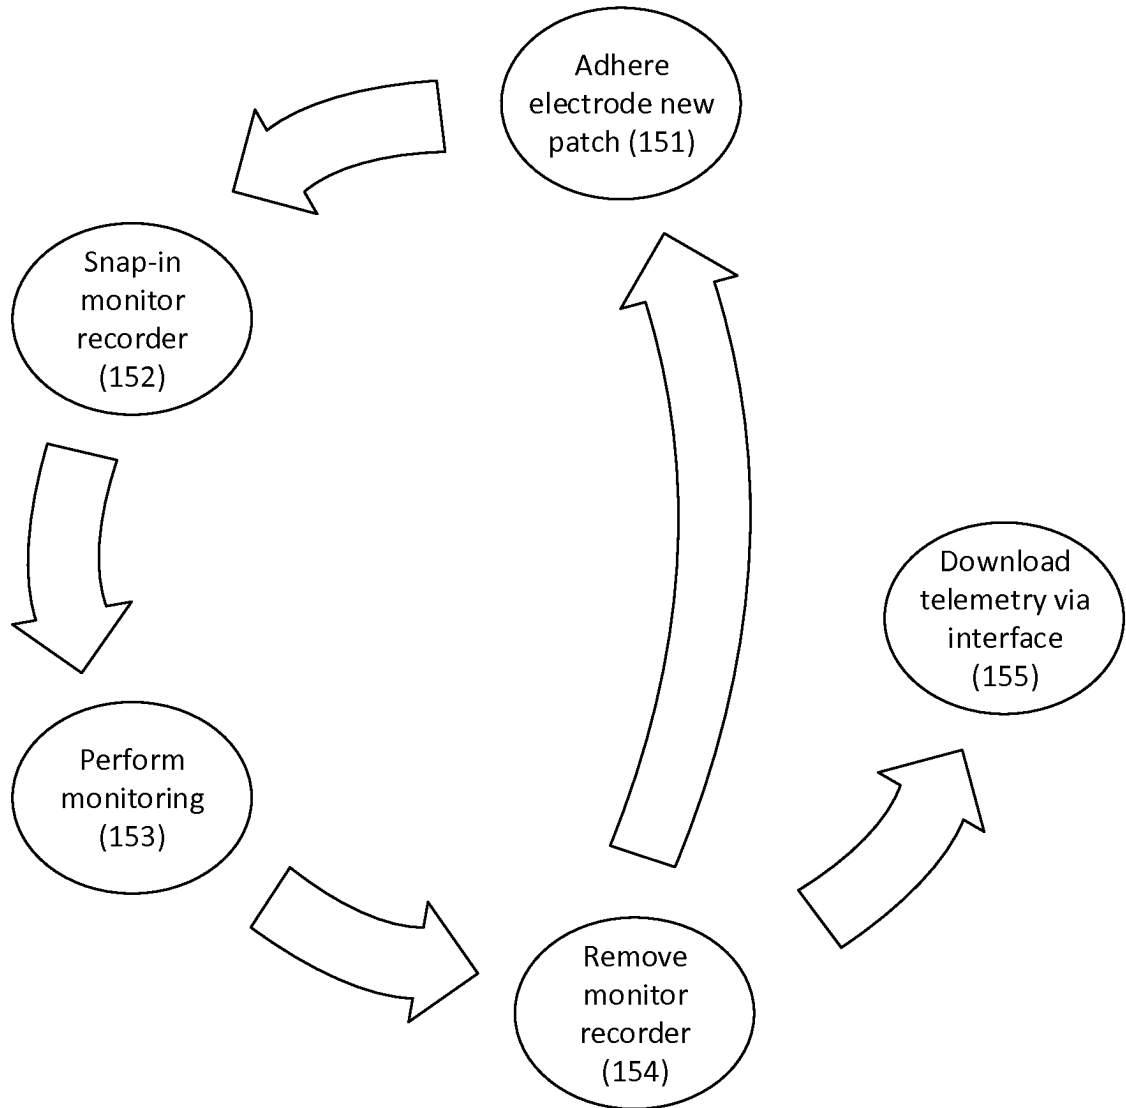 Adhere
electrode new
patch (151)
Snap-in
monitor
recorder
(152)
Perform
monitoring
(153)
Remove
monitor
recorder
(154)
Download
telemetry via
interface
(155)